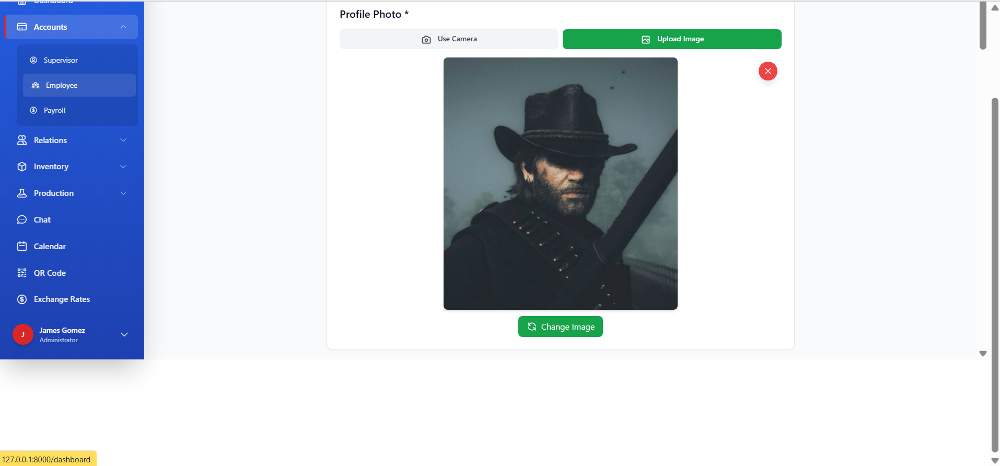 Dashboard
Accounts
Supervisor
Employee
Payroll
Relations
Inventory
Production
Chat
Calendar
QR Code
Exchange Rates
J
James Gomez
Administrator
Profile Photo *
Use Camera
Upload Image
Change Image
127.0.0.1:8000/dashboard